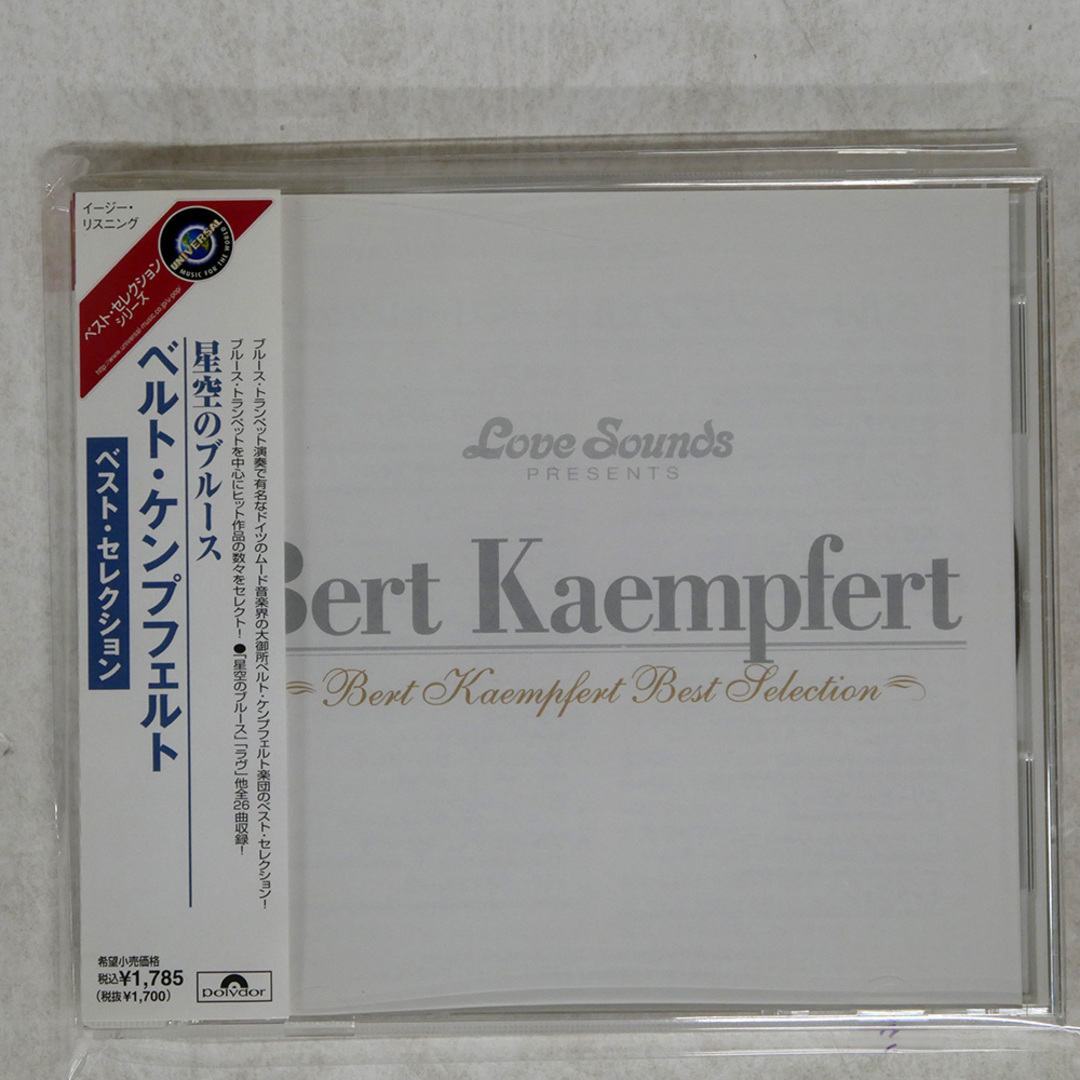 イージー・
リスニング
UNIVERSAL
MUSIC FOR THE WORLD
ベスト・セレクション
シリーズ
http://www.universal-music.co.jp/u-pop/
ブルース・トランペット演奏で有名なドイツのムード音楽界の大御所ベルト・ケンプフェルト楽団のベスト・セレクション!
ブルース・トランペットを中心にヒット作品の数々をセレクト! ●「星空のブルース」「ラヴ」他全26曲収録!
星空のブルース
ベルト・ケンプフェルト
ベスト・セレクション
希望小売価格
税込¥1,785
(税抜¥1,700)
polydor
Love Sounds
PRESENTS
Bert Kaempfert
Bert Kaempfert Best Selection